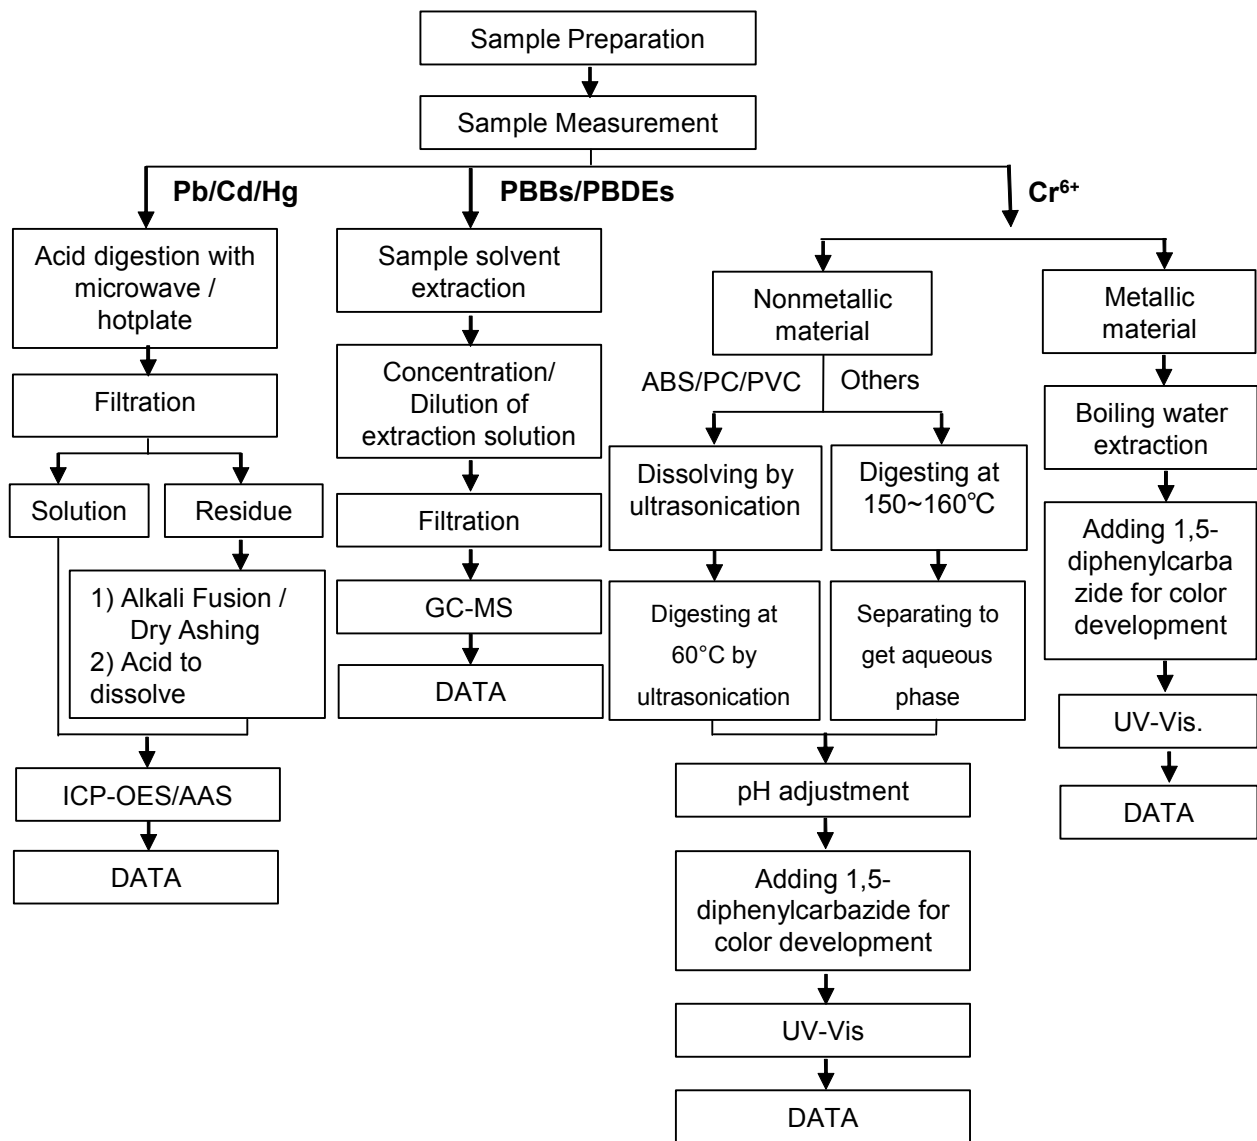 Sample Preparation
Sample Measurement
Pb/Cd/Hg
PBBs/PBDEs
Cr⁶⁺
Acid digestion with
microwave /
hotplate
Filtration
Solution
Residue
1) Alkali Fusion /
Dry Ashing
2) Acid to
dissolve
ICP-OES/AAS
DATA
Sample solvent
extraction
Concentration/
Dilution of
extraction solution
Filtration
GC-MS
DATA
Nonmetallic
material
ABS/PC/PVC
Others
Dissolving by
ultrasonication
Digesting at
60°C by
ultrasonication
Digesting at
150~160℃
Separating to
get aqueous
phase
pH adjustment
Adding 1,5-
diphenylcarbazide for
color development
UV-Vis
DATA
Metallic
material
Boiling water
extraction
Adding 1,5-
diphenylcarba
zide for color
development
UV-Vis.
DATA